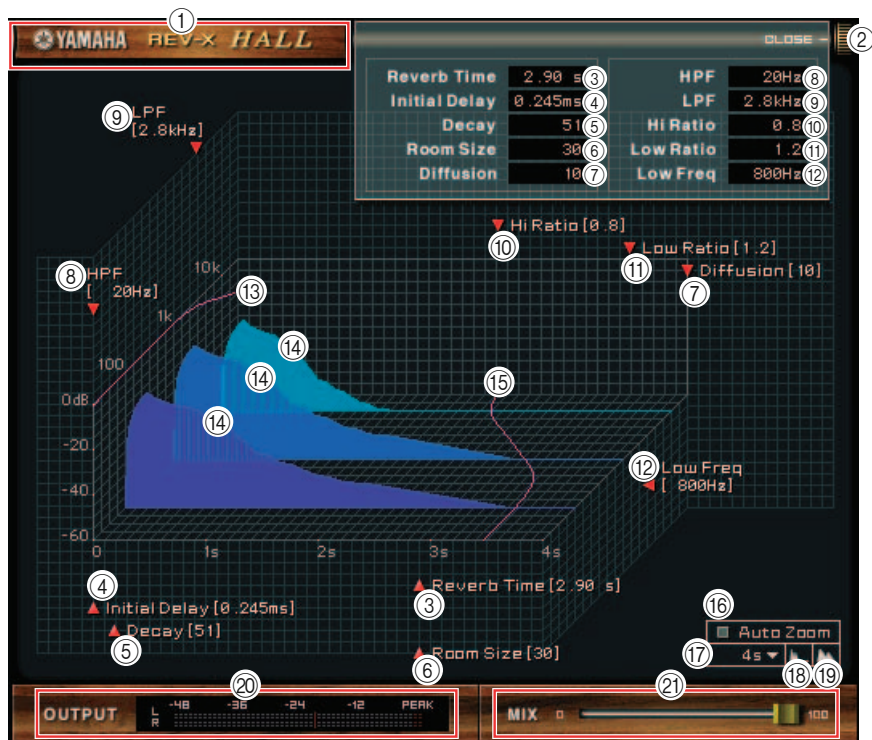 ① YAMAHA REV-X HALL
CLOSE – ②
Reverb Time 2.90 s ③ HPF 20Hz ⑧
Initial Delay 0.245ms ④ LPF 2.8kHz ⑨
Decay 51 ⑤ Hi Ratio 0.8 ⑩
Room Size 30 ⑥ Low Ratio 1.2 ⑪
Diffusion 10 ⑦ Low Freq 800Hz ⑫
⑨ LPF
[2.8kHz]
Hi Ratio [0.8]
⑩
Low Ratio [1.2]
⑪
Diffusion [10]
⑦
⑧ HPF
[ 20Hz]
10k
⑬
1k
100
⑭
⑭
⑭
⑮
0dB
-20
-40
-60
⑫ Low Freq
[ 800Hz]
0 1s 2s 3s 4s
④
Initial Delay [0.245ms]
Decay [51]
⑤
Reverb Time [2.90 s]
③
Room Size [30]
⑥
⑯
Auto Zoom
⑰ 4s
⑱ ⑲
⑳
OUTPUT L R -48 -36 -24 -12 PEAK
㉑
MIX 0 100